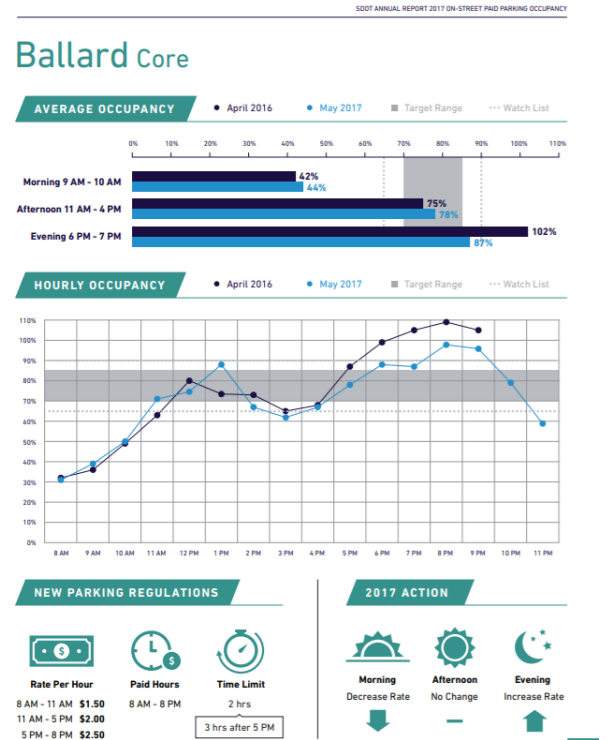 SDOT ANNUAL REPORT 2017 ON-STREET PAID PARKING OCCUPANCY
Ballard Core
AVERAGE OCCUPANCY
April 2016 May 2017 Target Range Watch List
0% 10% 20% 30% 40% 50% 60% 70% 80% 90% 100% 110%
Morning 9 AM - 10 AM
42%
44%
Afternoon 11 AM - 4 PM
75%
78%
Evening 6 PM - 7 PM
102%
87%
HOURLY OCCUPANCY
April 2016 May 2017 Target Range Watch List
110%
100%
90%
80%
70%
60%
50%
40%
30%
20%
10%
0%
8 AM 9 AM 10 AM 11 AM 12 PM 1 PM 2 PM 3 PM 4 PM 5 PM 6 PM 7 PM 8 PM 9 PM 10 PM 11 PM
NEW PARKING REGULATIONS
$
Rate Per Hour
8 AM - 11 AM $1.50
11 AM - 5 PM $2.00
5 PM - 8 PM $2.50
$
Paid Hours
8 AM - 8 PM
Time Limit
2 hrs
3 hrs after 5 PM
2017 ACTION
Morning
Decrease Rate
Afternoon
No Change
Evening
Increase Rate